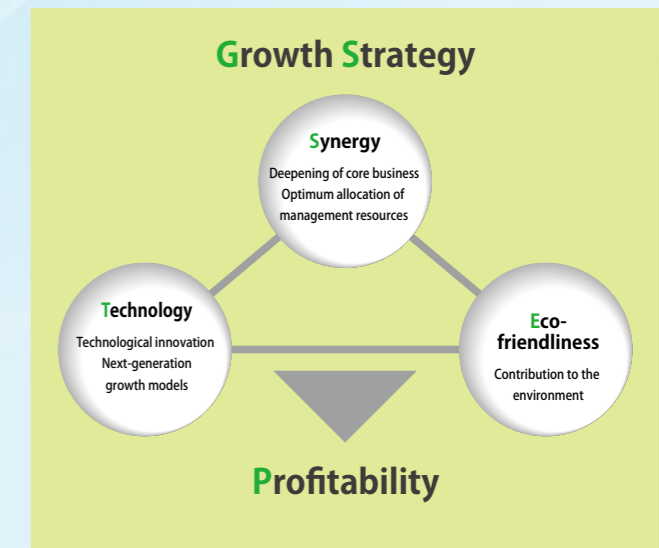 Growth Strategy
Synergy
Deepening of core business
Optimum allocation of
management resources
Technology
Technological innovation
Next-generation
growth models
Eco-
friendliness
Contribution to the
environment
Profitability